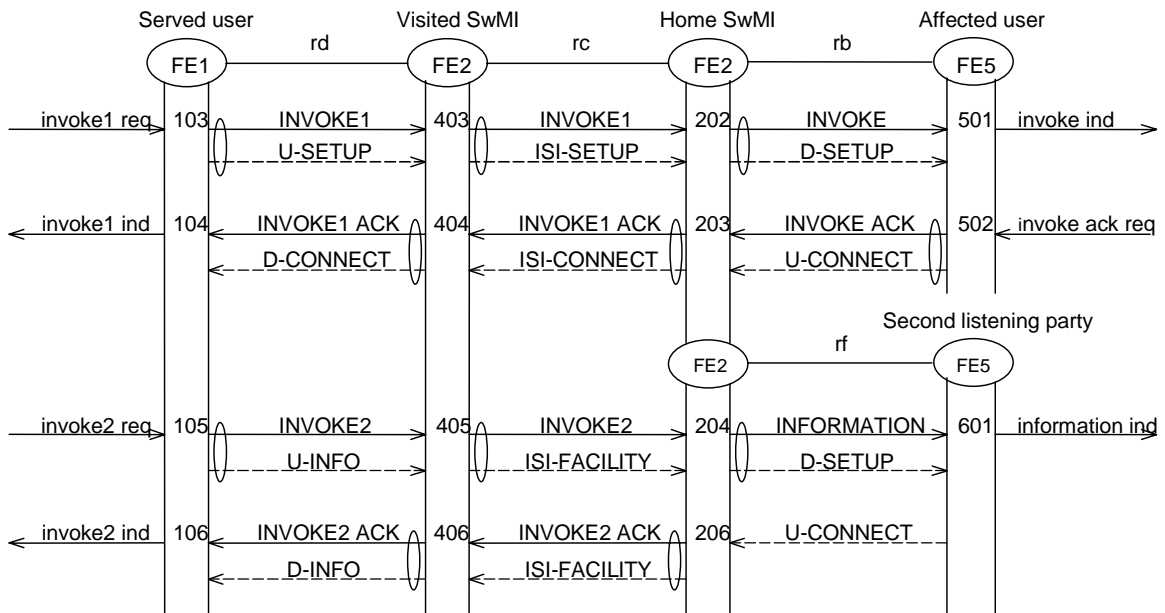 Served user Visited SwMI Home SwMI Affected user
rd rc rb
FE1 FE2 FE2 FE5
invoke1 req 103 INVOKE1 403 INVOKE1 202 INVOKE 501 invoke ind
U-SETUP ISI-SETUP D-SETUP
invoke1 ind 104 INVOKE1 ACK 404 INVOKE1 ACK 203 INVOKE ACK 502 invoke ack req
D-CONNECT ISI-CONNECT U-CONNECT
Second listening party
rf
FE2 FE5
invoke2 req 105 INVOKE2 405 INVOKE2 204 INFORMATION 601 information ind
U-INFO ISI-FACILITY D-SETUP
invoke2 ind 106 INVOKE2 ACK 406 INVOKE2 ACK 206 U-CONNECT
D-INFO ISI-FACILITY